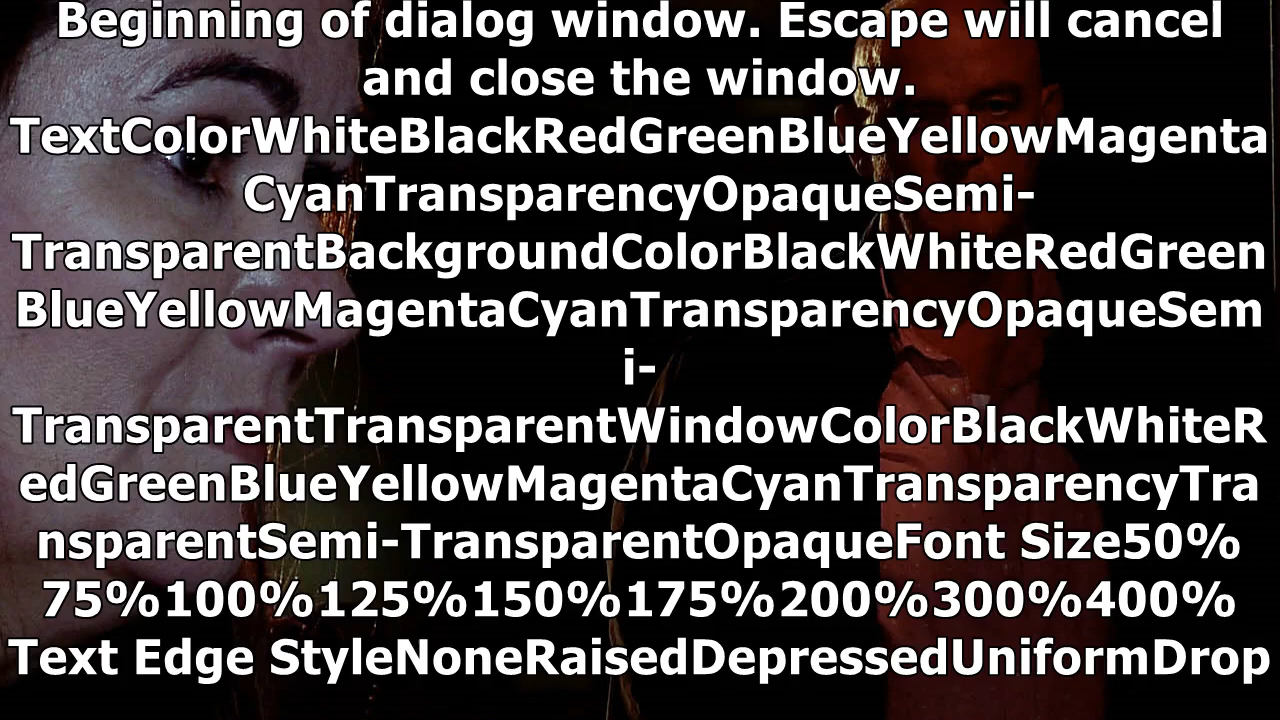 Beginning of dialog window. Escape will cancel
and close the window.
TextColorWhiteBlackRedGreenBlueYellowMagenta
CyanTransparencyOpaqueSemi-
TransparentBackgroundColorBlackWhiteRedGreen
BlueYellowMagentaCyanTransparencyOpaqueSem
i-
TransparentTransparentWindowColorBlackWhiteR
edGreenBlueYellowMagentaCyanTransparencyTra
nsparentSemi-TransparentOpaqueFont Size50%
75%100%125%150%175%200%300%400%
Text Edge StyleNoneRaisedDepressedUniformDrop